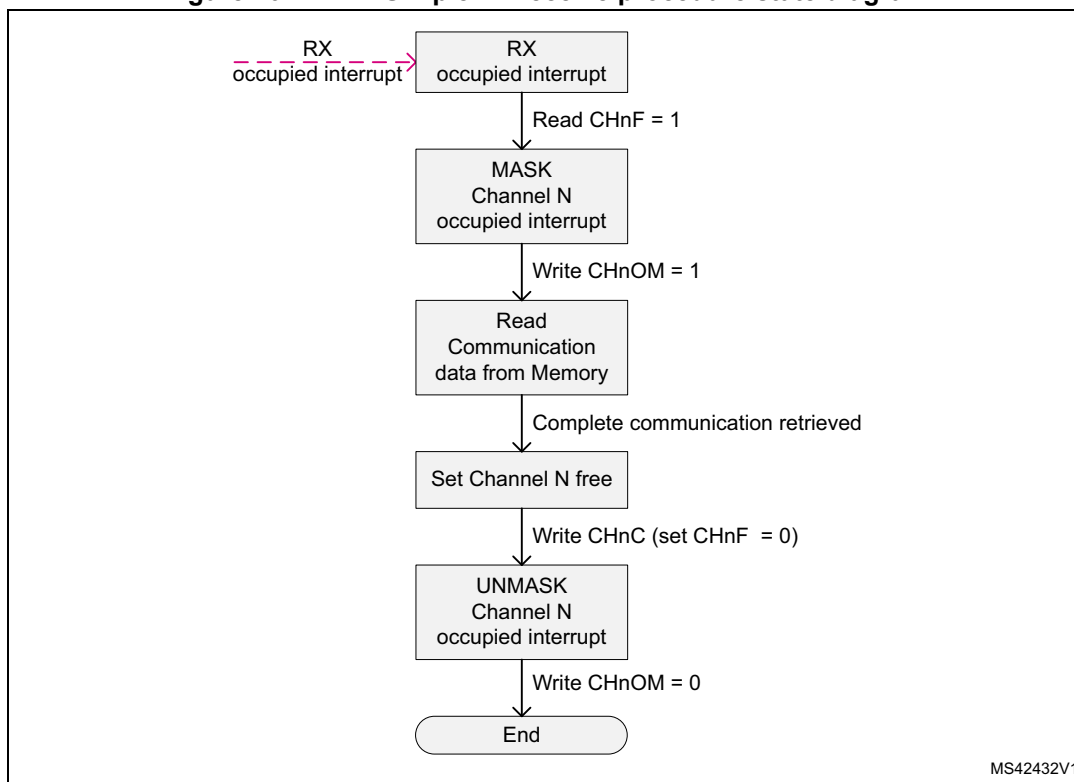 RX
occupied interrupt
RX
occupied interrupt
Read CHnF = 1
MASK
Channel N
occupied interrupt
Write CHnOM = 1
Read
Communication
data from Memory
Complete communication retrieved
Set Channel N free
Write CHnC (set CHnF = 0)
UNMASK
Channel N
occupied interrupt
Write CHnOM = 0
End
MS42432V1